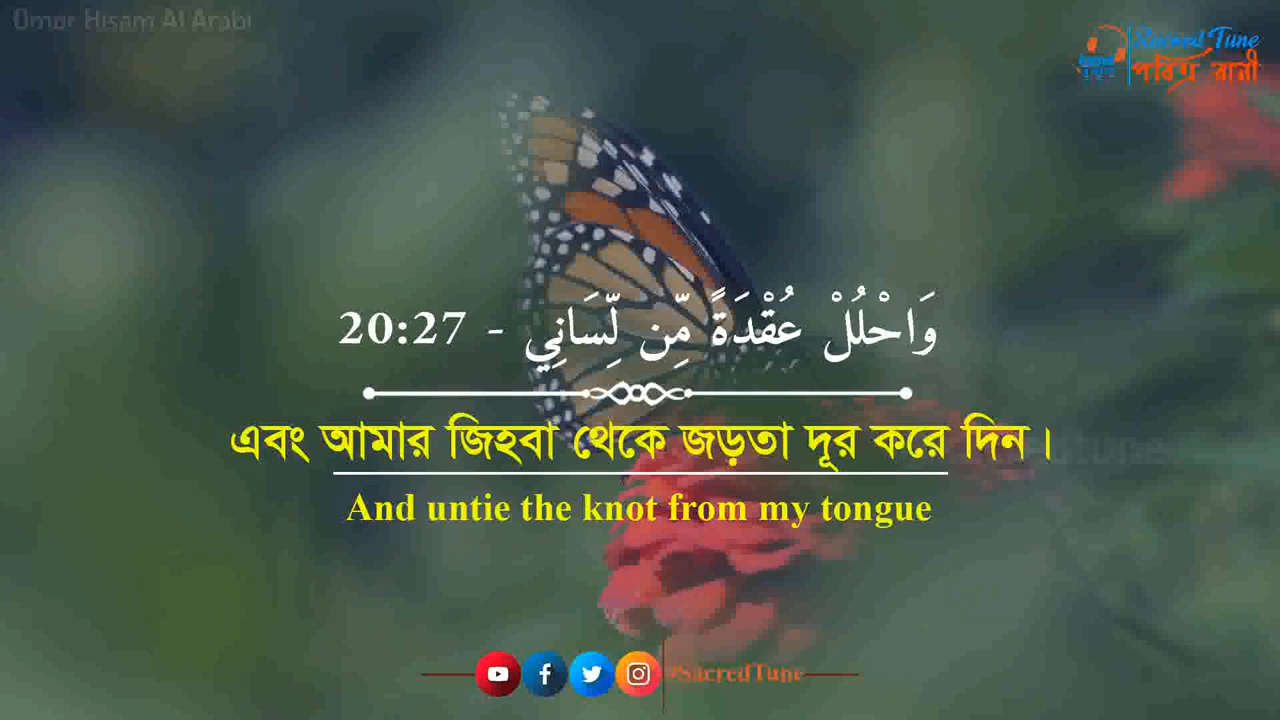 Omar Hisam Al Arabi
Sacred Tune
পবিত্র বাণী
وَاحْلُلْ عُقْدَةً مِّن لِّسَانِي - 20:27
এবং আমার জিহবা থেকে জড়তা দূর করে দিন।
And untie the knot from my tongue
#SacredTune